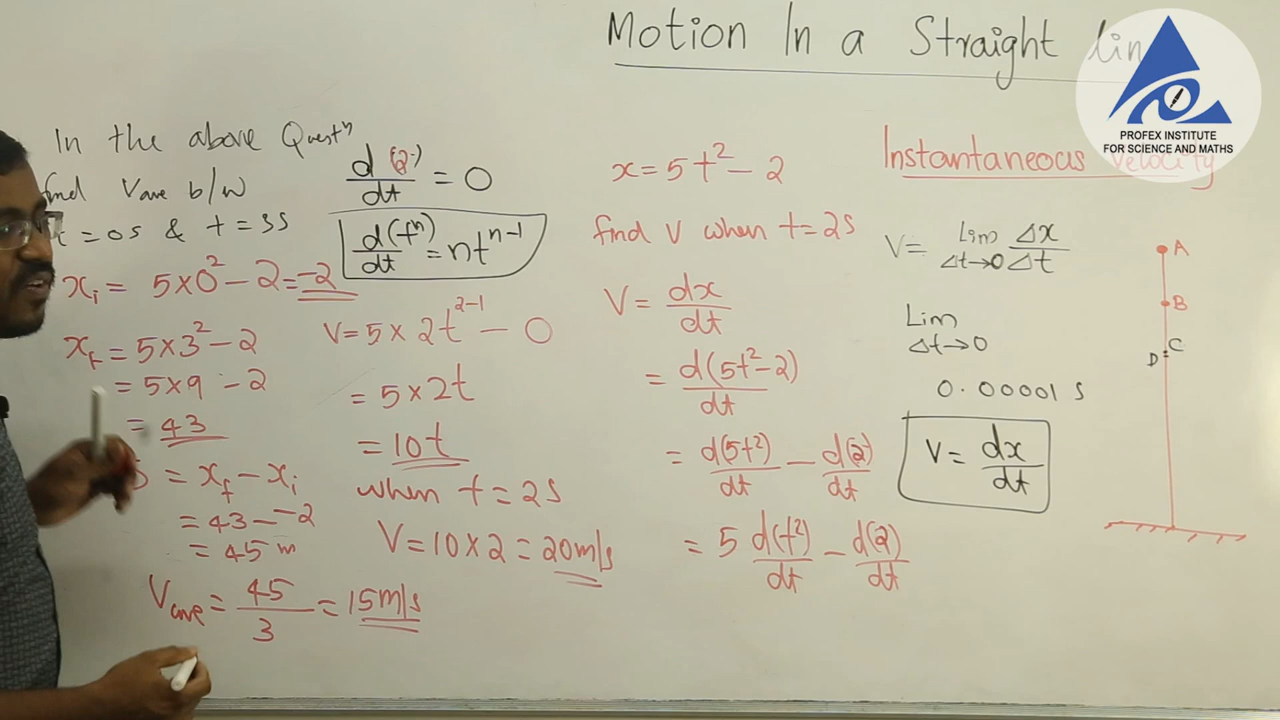 Motion In a Straight Lin
PROFEX INSTITUTE
FOR SCIENCE AND MATHS
In the above Questⁿ
find Vave b/w
t = 0s & t = 3s
xᵢ = 5×0² − 2 = −2
x_f = 5×3² − 2
= 5×9 − 2
= 43
= x_f − xᵢ
= 43 − −2
= 45 m
Vave = 45/3 = 15m/s
d(2)/dt = 0
d(tⁿ)/dt = ntⁿ⁻¹
V = 5 × 2t²⁻¹ − 0
= 5 × 2t
= 10t
when t = 2s
V = 10 × 2 = 20m/s
x = 5t² − 2
find V when t = 2s
V = dx/dt
= d(5t²−2)/dt
= d(5t²)/dt − d(2)/dt
= 5 d(t²)/dt − d(2)/dt
Instantaneous Velocity
V = Lim Δt→0 Δx/Δt
Lim Δt→0
0.00001 s
V = dx/dt
A
B
C
D